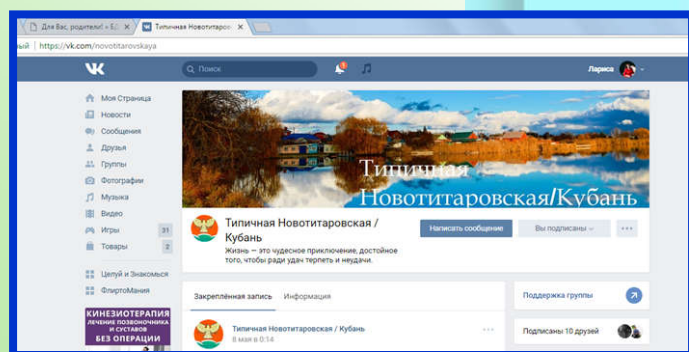 Для Вас, родители! « Е
Типичная Новотитаров
https://vk.com/novotitarovskaya
Поиск
1
Лариса
Моя Страница
Новости
Сообщения
Друзья
Группы
Фотографии
Музыка
Видео
Игры 31
Товары 2
Целуй и Знакомься
ФлиртоМания
КИНЕЗИОТЕРАПИЯ
ЛЕЧЕНИЕ ПОЗВОНОЧНИКА
И СУСТАВОВ
БЕЗ ОПЕРАЦИИ
Типичная
Новотитаровская/Кубань
Типичная Новотитаровская /
Кубань
Жизнь — это чудесное приключение, достойное
того, чтобы ради удач терпеть и неудачи.
Написать сообщение
Вы подписаны
Закреплённая запись Информация
Типичная Новотитаровская / Кубань
8 мая в 0:14
Поддержка группы
Подписаны 10 друзей